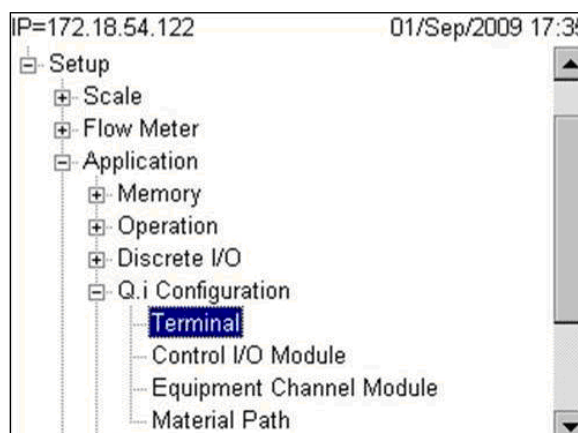 IP=172.18.54.122 01/Sep/2009 17:35
Setup
Scale
Flow Meter
Application
Memory
Operation
Discrete I/O
Q.i Configuration
Terminal
Control I/O Module
Equipment Channel Module
Material Path